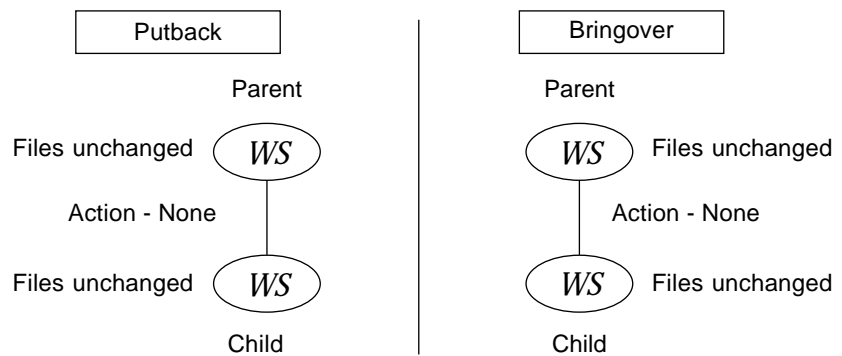 Putback
Parent
Files unchanged
WS
Action - None
Files unchanged
WS
Child
Bringover
Parent
WS
Files unchanged
Action - None
WS
Files unchanged
Child